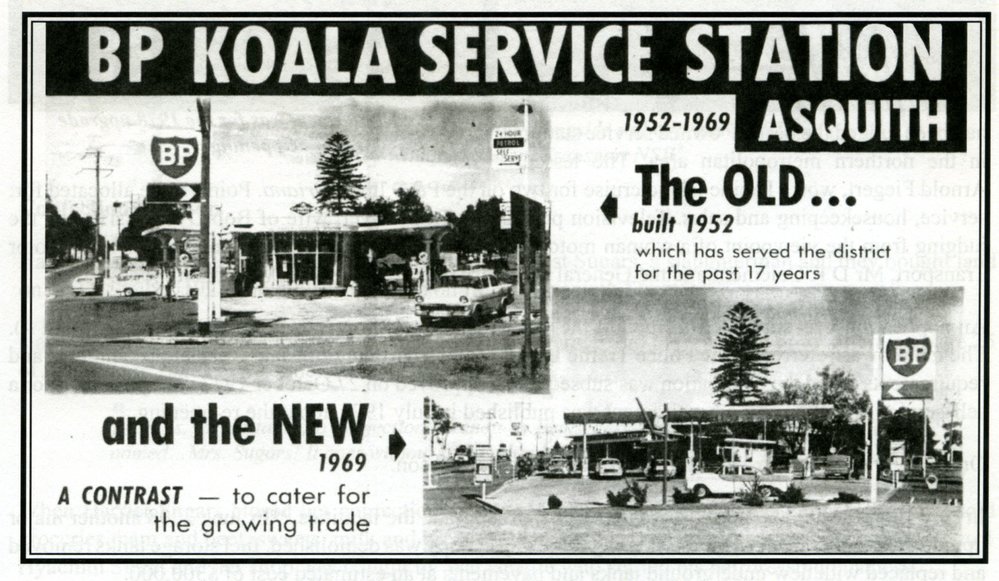 BP KOALA SERVICE STATION
ASQUITH
1952-1969
The OLD...
built 1952
which has served the district
for the past 17 years
BP
24 HOUR
PETROL
SELF
SERVE
BP
and the NEW
1969
A CONTRAST — to cater for
the growing trade